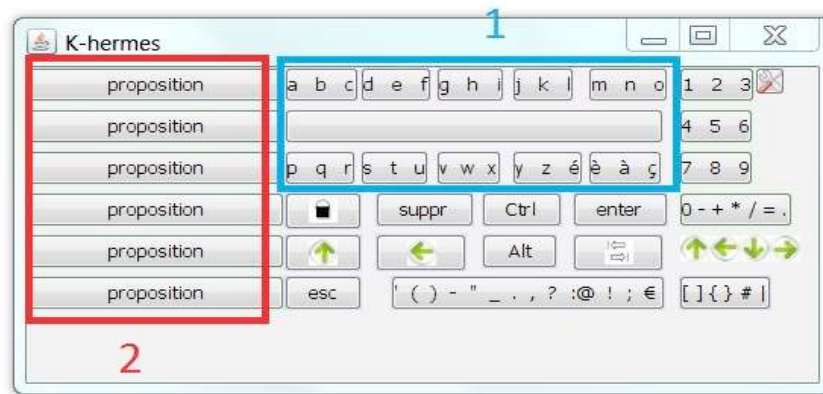 1
K-hermes
proposition a b c d e f g h i j k l m n o 1 2 3
proposition 4 5 6
proposition p q r s t u v w x y z é è à ç 7 8 9
proposition suppr Ctrl enter 0 - + * / = .
proposition Alt
proposition esc ' ( ) - " _ . , ? : @ ! ; € [ ] { } # |
2